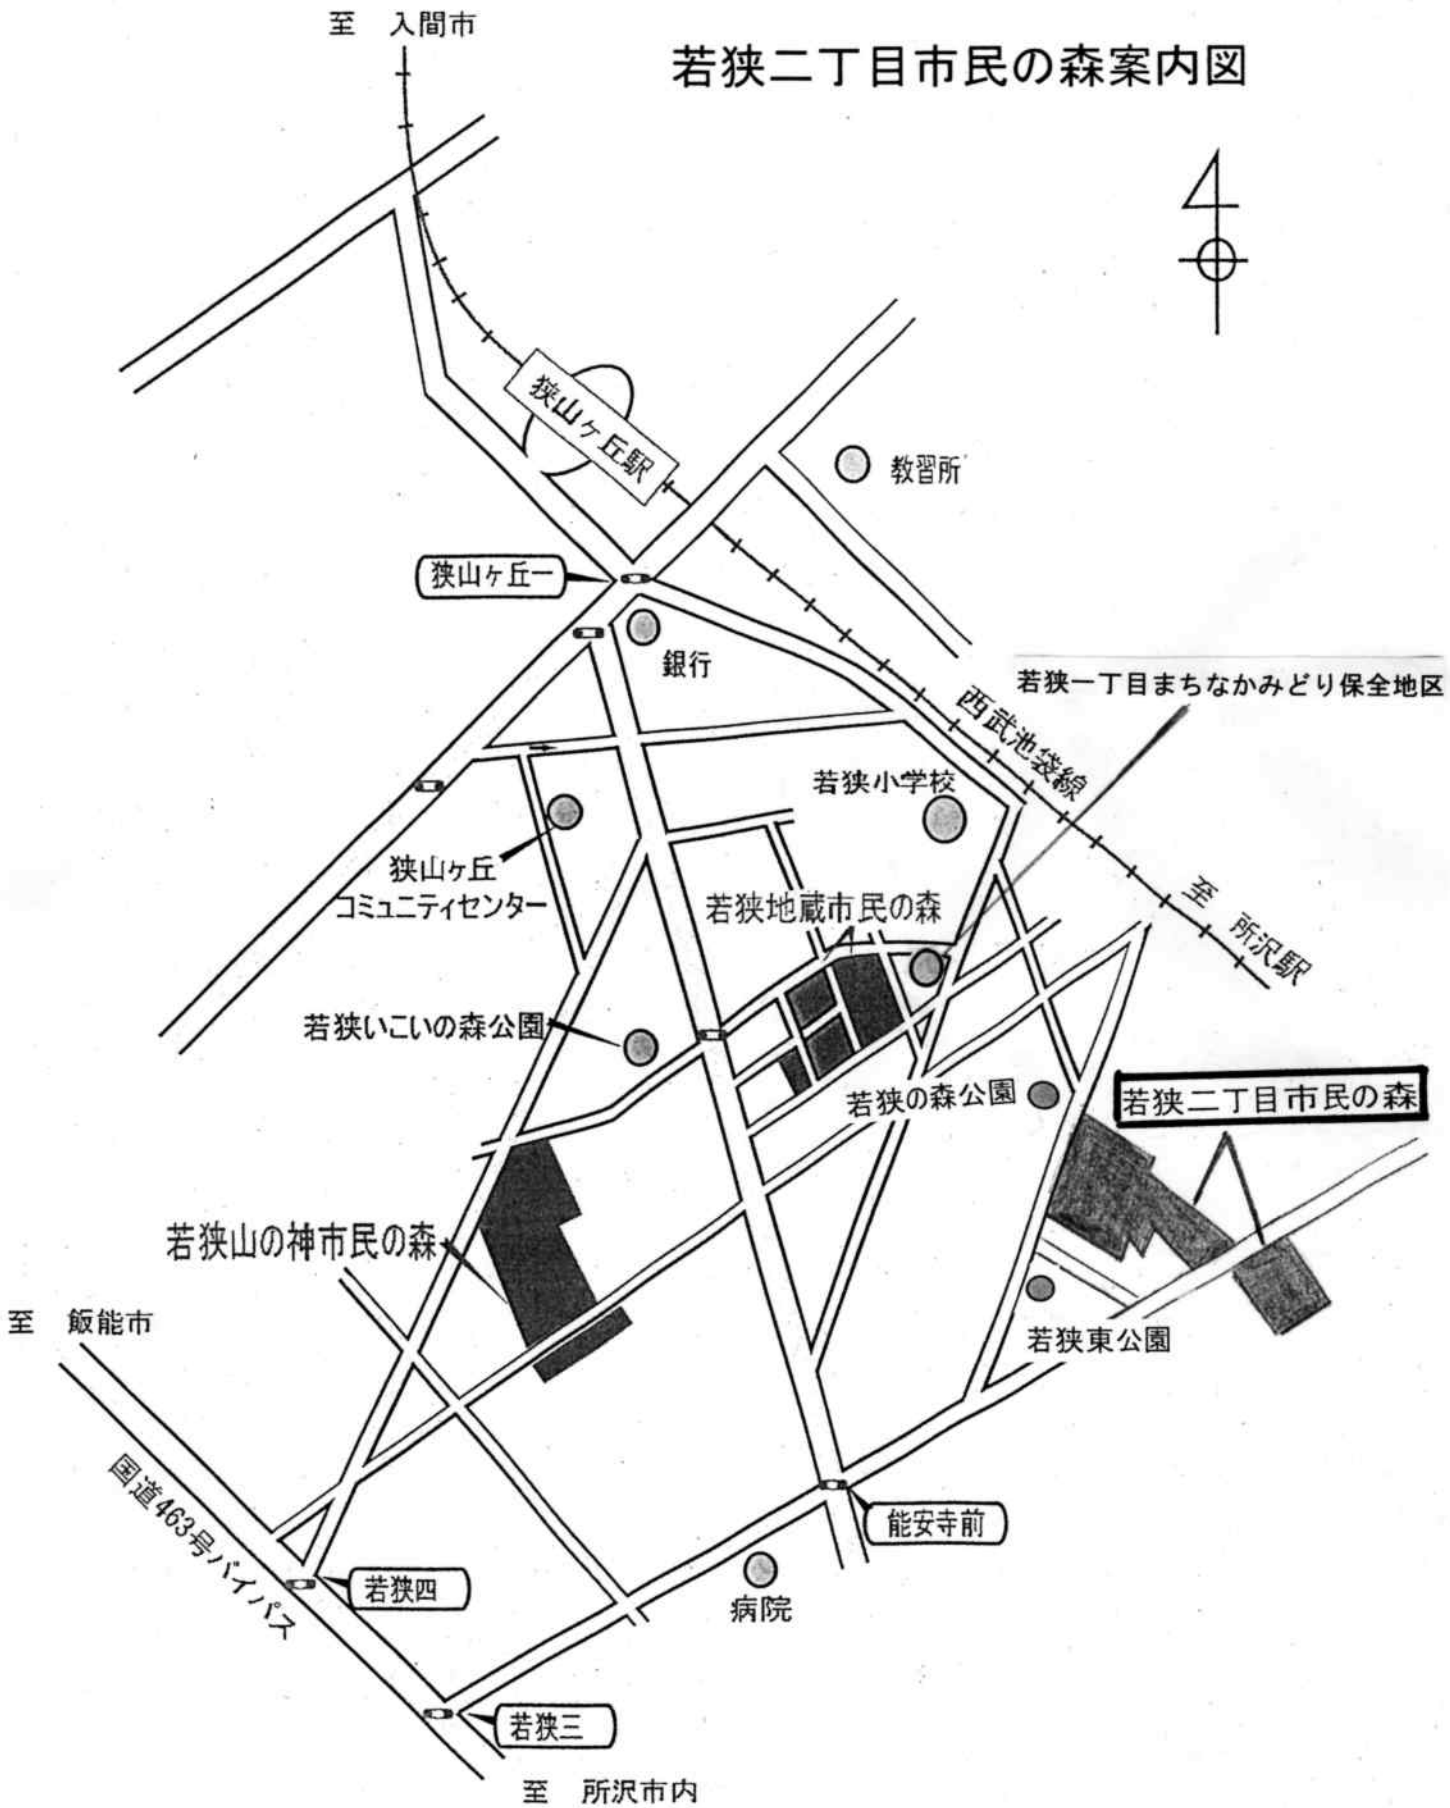 至 入間市
若狭二丁目市民の森案内図
狭山ヶ丘駅
教習所
狭山ヶ丘一
銀行
若狭一丁目まちなかみどり保全地区
西武池袋線
若狭小学校
狭山ヶ丘
コミュニティセンター
若狭地蔵市民の森
至 所沢駅
若狭いこいの森公園
若狭の森公園
若狭二丁目市民の森
若狭山の神市民の森
至 飯能市
若狭東公園
国道463号バイパス
能安寺前
若狭四
病院
若狭三
至 所沢市内